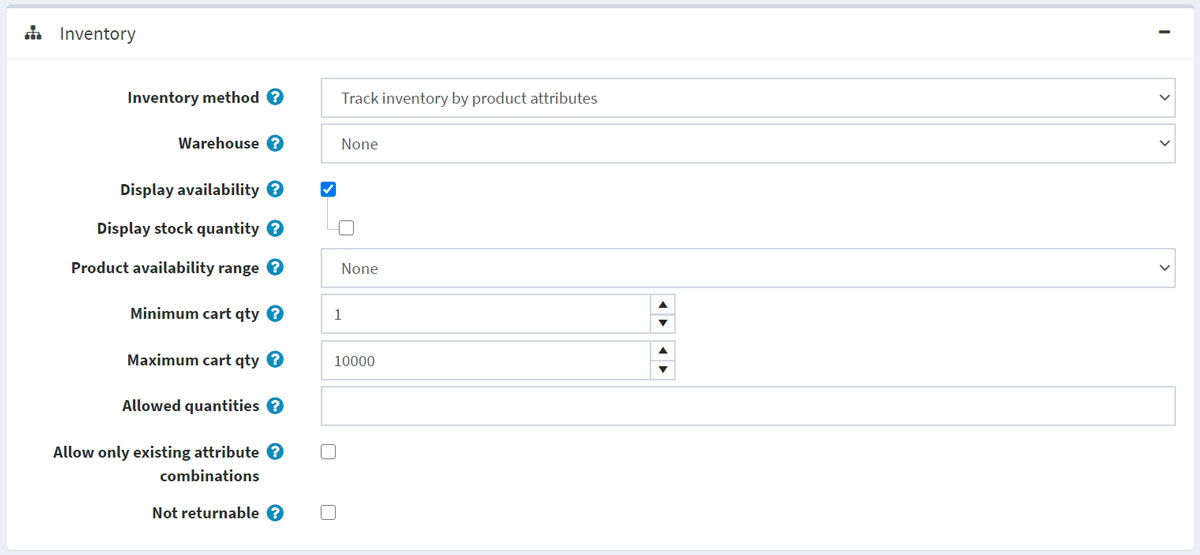 Inventory
Inventory method ? Track inventory by product attributes
Warehouse ? None
Display availability ?
Display stock quantity ?
Product availability range ? None
Minimum cart qty ? 1
Maximum cart qty ? 10000
Allowed quantities ?
Allow only existing attribute ?
combinations
Not returnable ?